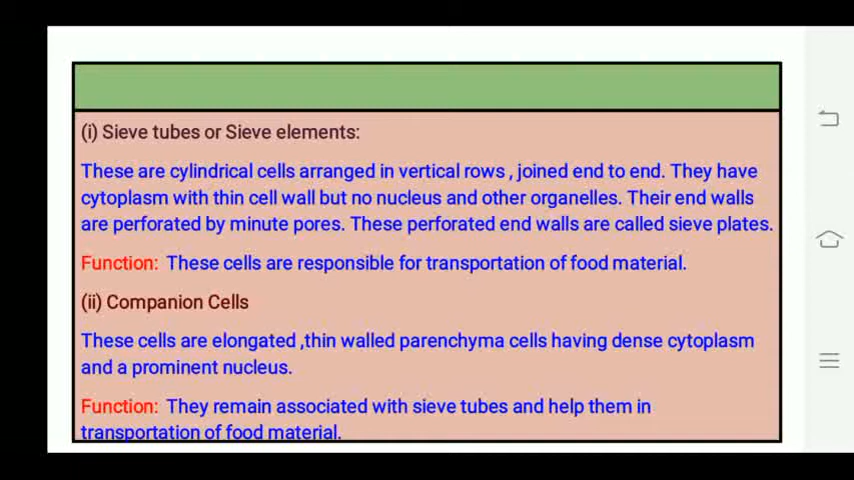 (i) Sieve tubes or Sieve elements:
These are cylindrical cells arranged in vertical rows , joined end to end. They have
cytoplasm with thin cell wall but no nucleus and other organelles. Their end walls
are perforated by minute pores. These perforated end walls are called sieve plates.
Function: These cells are responsible for transportation of food material.
(ii) Companion Cells
These cells are elongated ,thin walled parenchyma cells having dense cytoplasm
and a prominent nucleus.
Function: They remain associated with sieve tubes and help them in
transportation of food material.